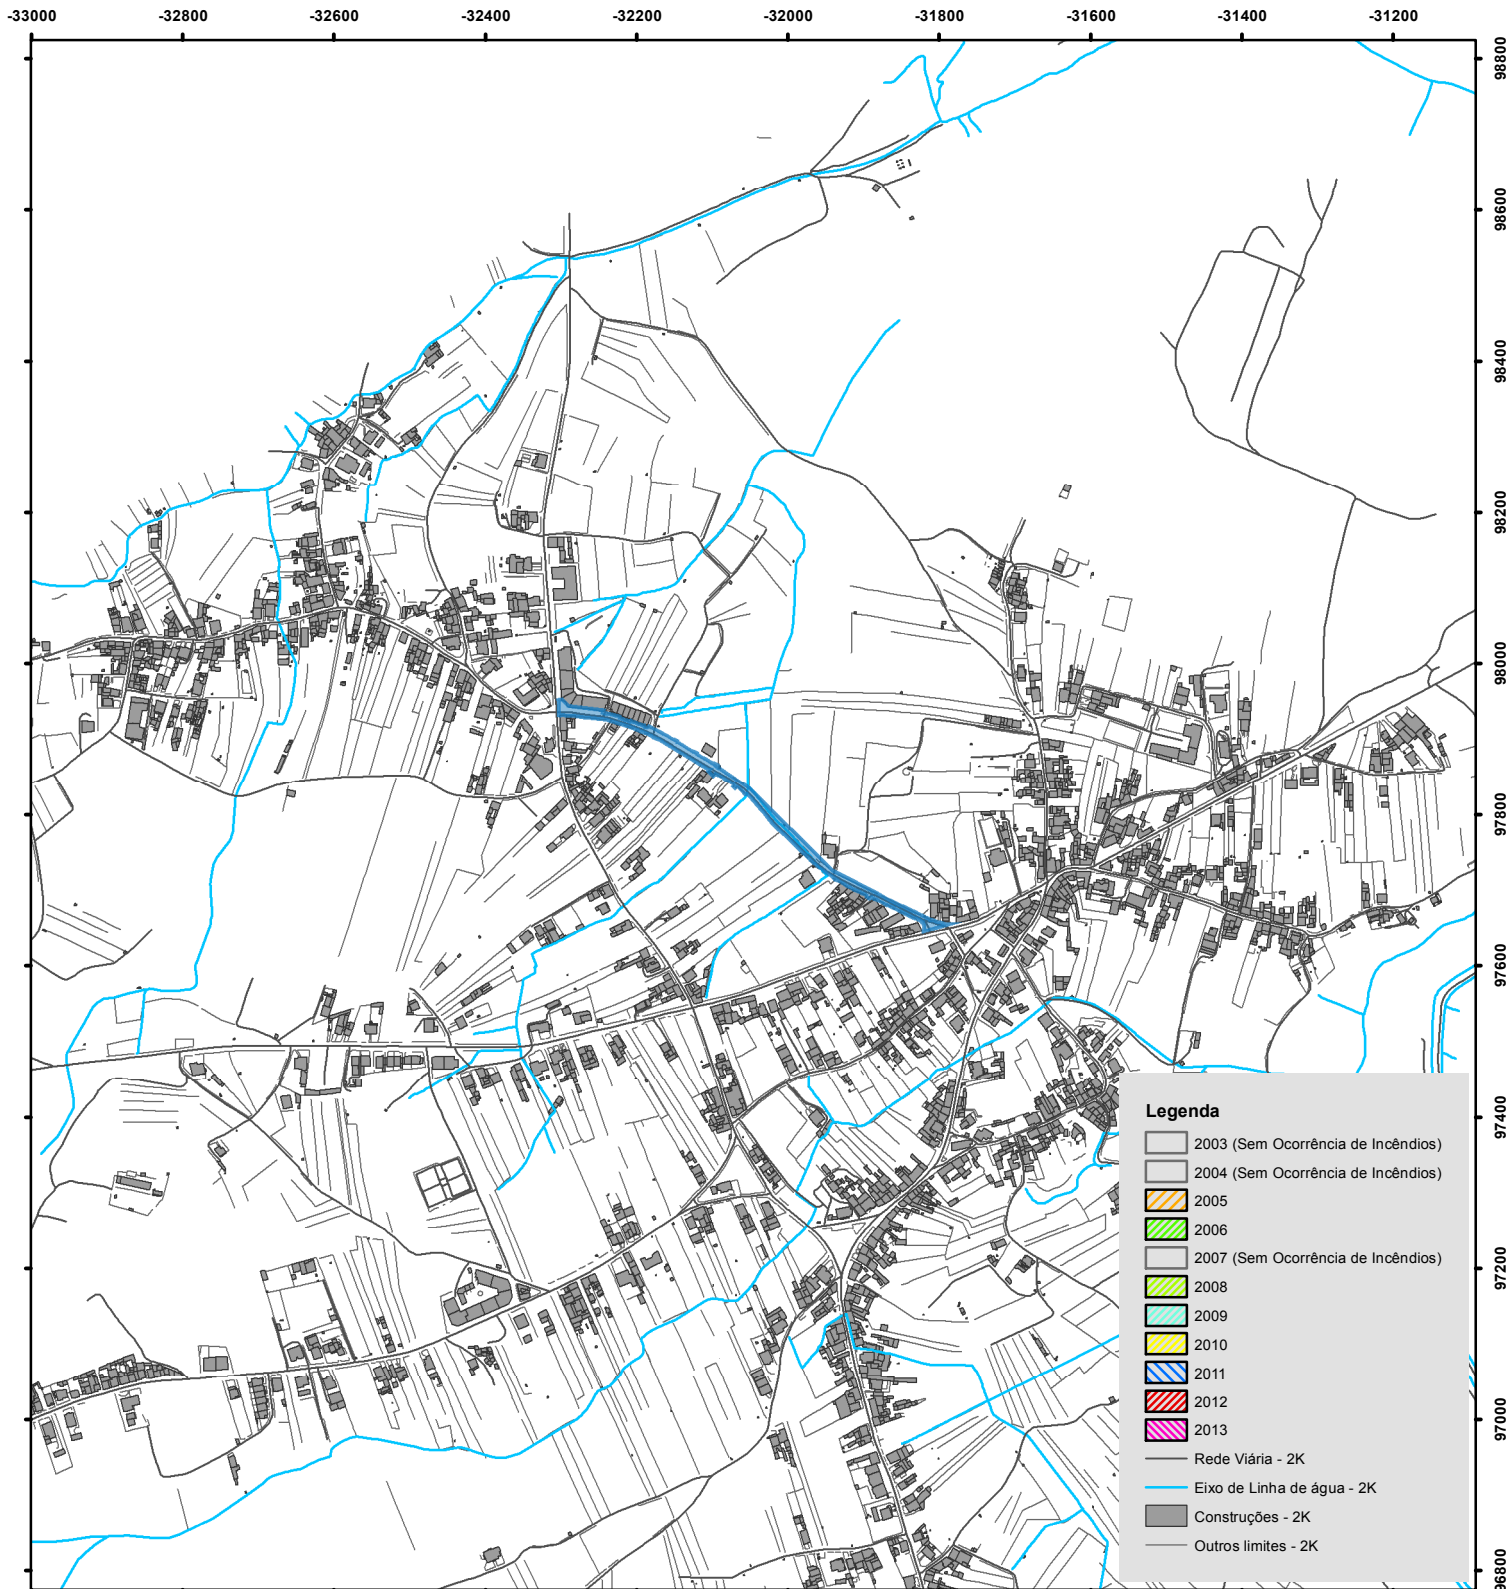 -33000 -32800 -32600 -32400 -32200 -32000 -31800 -31600 -31400 -31200
98800
98600
98400
98200
98000
97800
97600
97400
97200
97000
96800
Legenda
2003 (Sem Ocorrência de Incêndios)
2004 (Sem Ocorrência de Incêndios)
2005
2006
2007 (Sem Ocorrência de Incêndios)
2008
2009
2010
2011
2012
2013
Rede Viária - 2K
Eixo de Linha de água - 2K
Construções - 2K
Outros limites - 2K